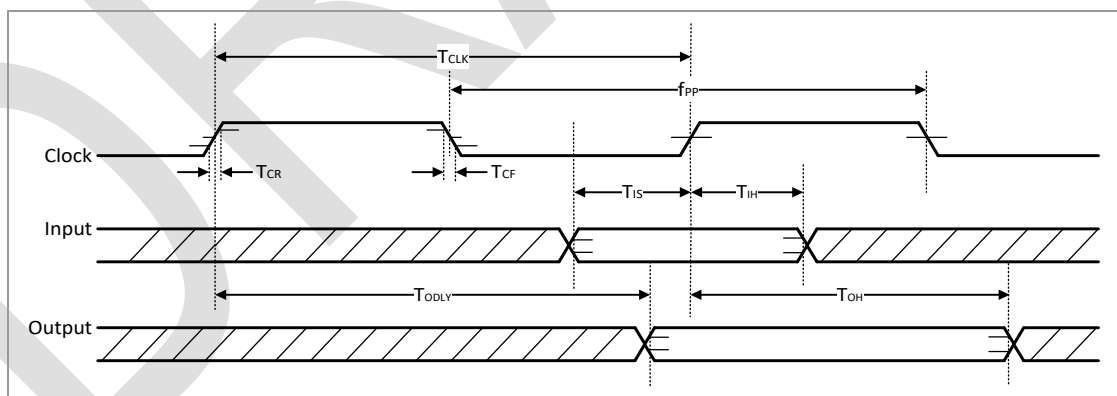 TCLK
fPP
Clock
TCR
TCF
TIS
TIH
Input
TODLY
TOH
Output